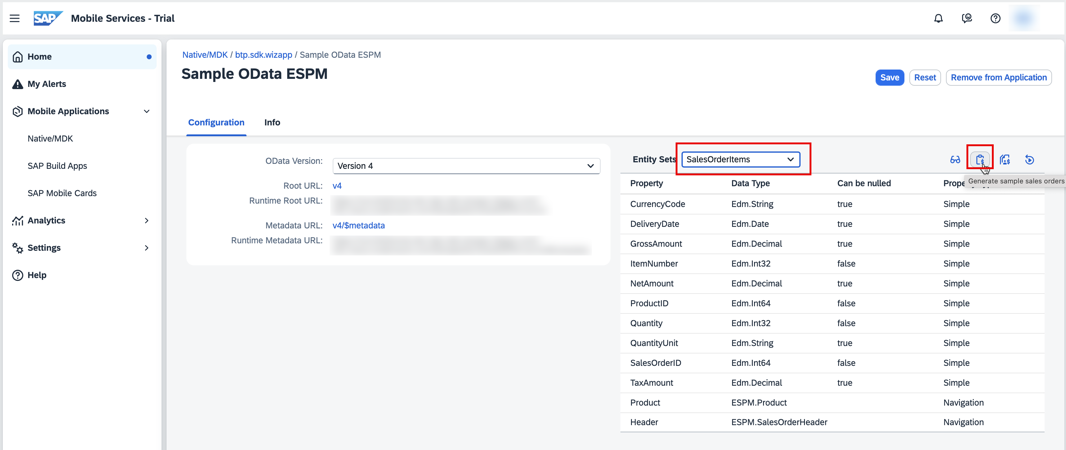 SAP Mobile Services - Trial
Home
My Alerts
Mobile Applications
Native/MDK
SAP Build Apps
SAP Mobile Cards
Analytics
Settings
Help
Native/MDK / btp.sdk.wizapp / Sample OData ESPM
Sample OData ESPM
Save Reset Remove from Application
Configuration Info
OData Version: Version 4
Root URL: v4
Runtime Root URL:
Metadata URL: v4/$metadata
Runtime Metadata URL:
Entity Sets SalesOrderItems
Generate sample sales orders
Property Data Type Can be nulled
CurrencyCode Edm.String true Simple
DeliveryDate Edm.Date true Simple
GrossAmount Edm.Decimal true Simple
ItemNumber Edm.Int32 false Simple
NetAmount Edm.Decimal true Simple
ProductID Edm.Int64 false Simple
Quantity Edm.Int32 false Simple
QuantityUnit Edm.String true Simple
SalesOrderID Edm.Int64 false Simple
TaxAmount Edm.Decimal true Simple
Product ESPM.Product Navigation
Header ESPM.SalesOrderHeader Navigation